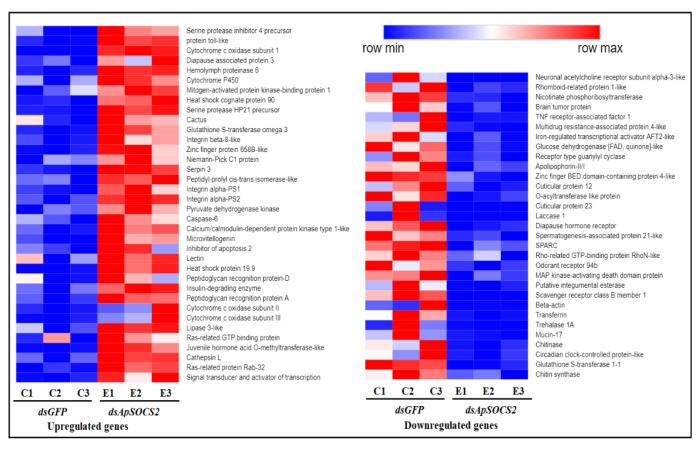 Serine protease inhibitor 4 precursor
protein toll-like
Cytochrome c oxidase subunit 1
Diapause associated protein 3
Hemolymph proteinase 6
Cytochrome P450
Mitogen-activated protein kinase-binding protein 1
Heat shock cognate protein 90
Serine protease HP21 precursor
Cactus
Glutathione S-transferase omega 3
Integrin beta-8-like
Zinc finger protein 658B-like
Niemann-Pick C1 protein
Serpin 3
Peptidyl-prolyl cis-trans isomerase-like
Integrin alpha-PS1
Integrin alpha-PS2
Pyruvate dehydrogenase kinase
Caspase-6
Calcium/calmodulin-dependent protein kinase type 1-like
Microvitellogenin
Inhibitor of apoptosis 2
Lectin
Heat shock protein 19.9
Peptidoglycan recognition protein-D
Insulin-degrading enzyme
Peptidoglycan recognition protein A
Cytochrome c oxidase subunit II
Cytochrome c oxidase subunit III
Lipase 3-like
Ras-related GTP binding protein
Juvenile hormone acid O-methyltransferase-like
Cathepsin L
Ras-related protein Rab-32
Signal transducer and activator of transcription
C1 C2 C3 E1 E2 E3
dsGFP dsApSOCS2
Upregulated genes
row min row max
Neuronal acetylcholine receptor subunit alpha-3-like
Rhomboid-related protein 1-like
Nicotinate phosphoribosyltransferase
Brain tumor protein
TNF receptor-associated factor 1
Multidrug resistance-associated protein 4-like
Iron-regulated transcriptional activator AFT2-like
Glucose dehydrogenase [FAD, quinone]-like
Receptor type guanylyl cyclase
Apolipophorin-II/I
Zinc finger BED domain-containing protein 4-like
Cuticular protein 12
O-acyltransferase like protein
Cuticular protein 23
Laccase 1
Diapause hormone receptor
Spermatogenesis-associated protein 21-like
SPARC
Rho-related GTP-binding protein RhoN-like
Odorant receptor 94b
MAP kinase-activating death domain protein
Putative integumental esterase
Scavenger receptor class B member 1
Beta-actin
Transferrin
Trehalase 1A
Mucin-17
Chitinase
Circadian clock-controlled protein-like
Glutathione S-transferase 1-1
Chitin synthase
C1 C2 C3 E1 E2 E3
dsGFP dsApSOCS2
Downregulated genes